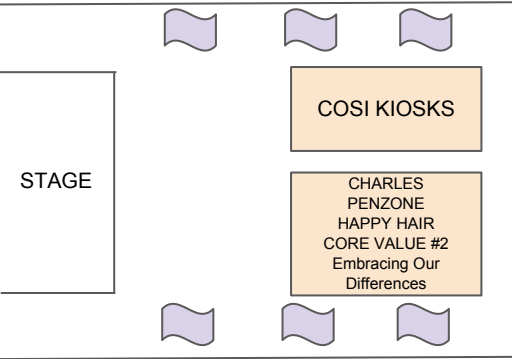 STAGE
COSI KIOSKS
CHARLES
PENZONE
HAPPY HAIR
CORE VALUE #2
Embracing Our
Differences